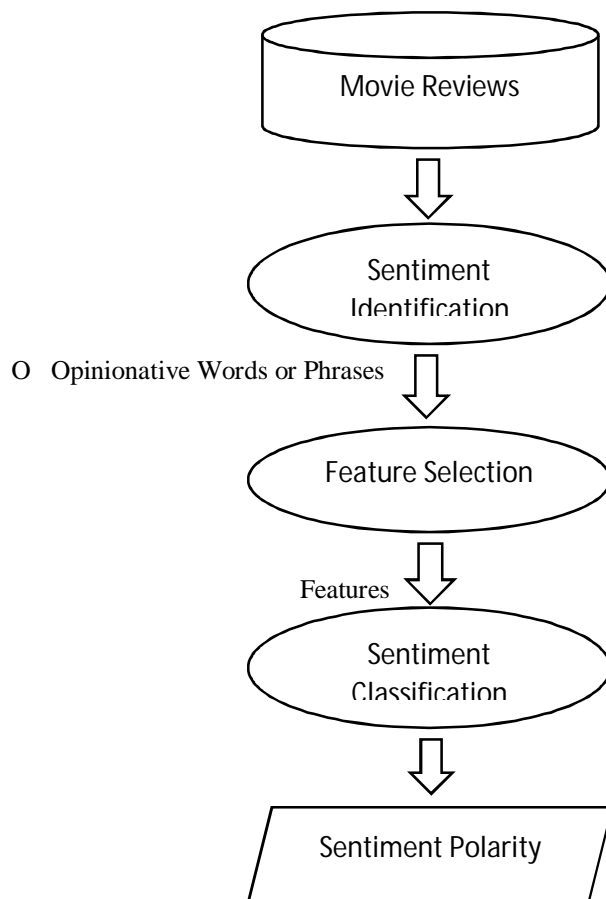 Movie Reviews
Sentiment
Identification
O Opinionative Words or Phrases
Feature Selection
Features
Sentiment
Classification
Sentiment Polarity